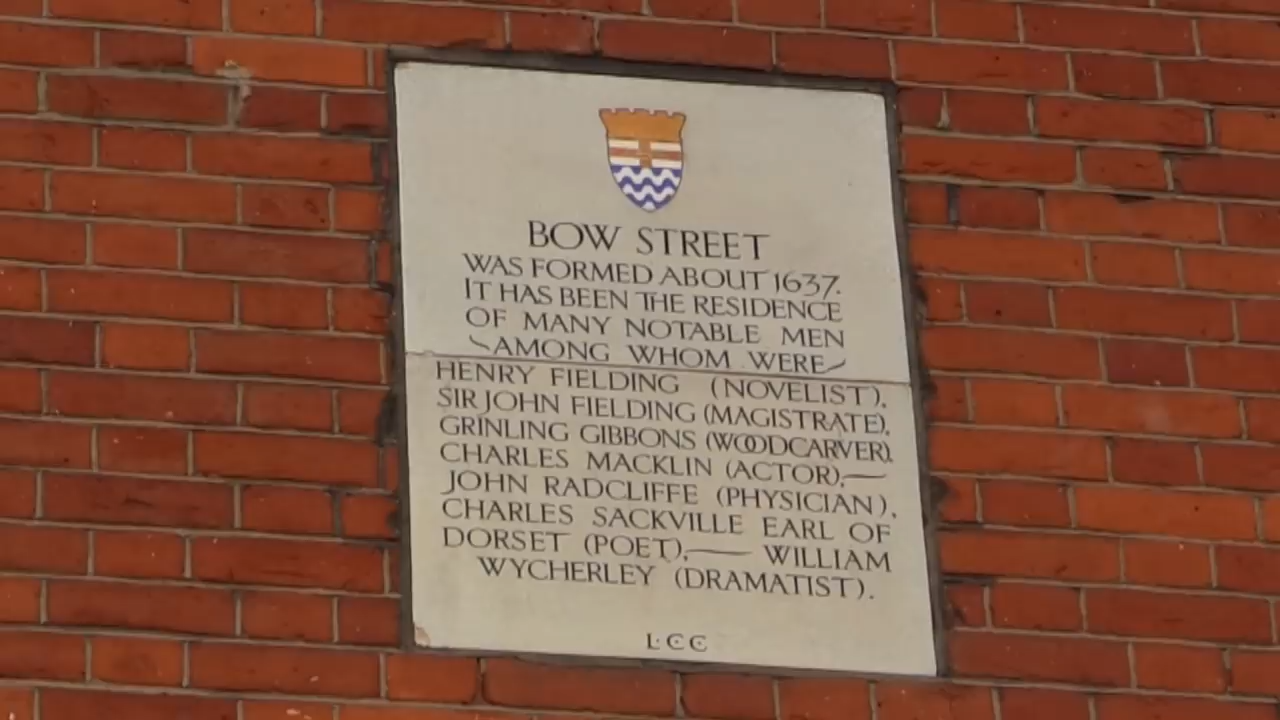 BOW STREET
WAS FORMED ABOUT 1637.
IT HAS BEEN THE RESIDENCE
OF MANY NOTABLE MEN
AMONG WHOM WERE
HENRY FIELDING (NOVELIST),
SIR JOHN FIELDING (MAGISTRATE),
GRINLING GIBBONS (WOODCARVER),
CHARLES MACKLIN (ACTOR),—
JOHN RADCLIFFE (PHYSICIAN),
CHARLES SACKVILLE EARL OF
DORSET (POET),— WILLIAM
WYCHERLEY (DRAMATIST).
L·C C